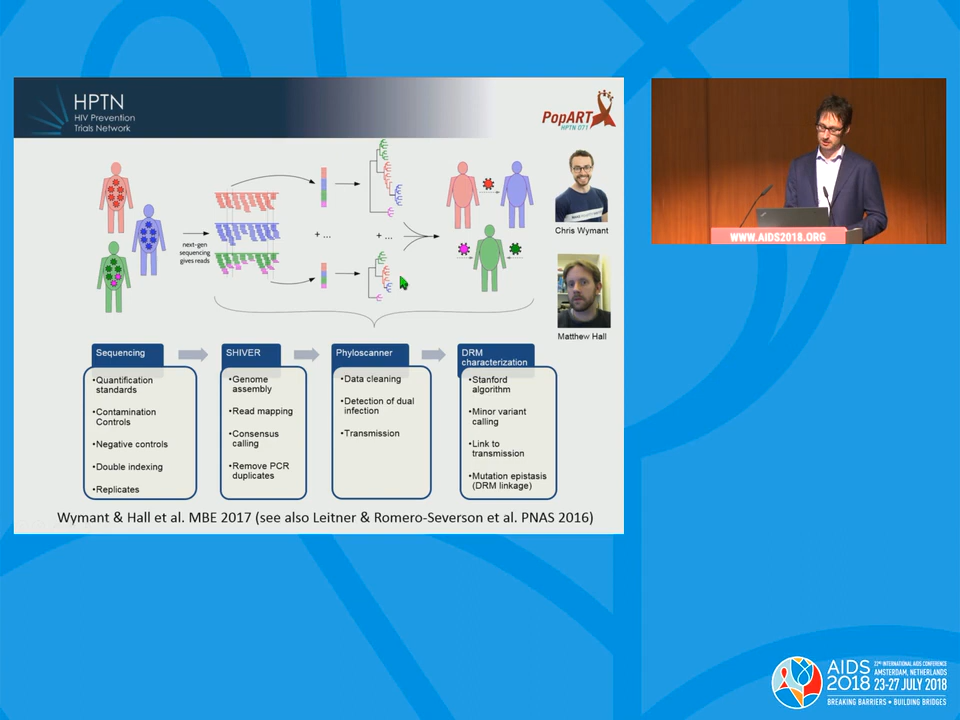 HPTN
HIV Prevention
Trials Network
PopART
HPTN 071
next-gen
sequencing
gives reads
+ ...
+ ...
Chris Wymant
Matthew Hall
Sequencing
•Quantification
standards
•Contamination
Controls
•Negative controls
•Double indexing
•Replicates
SHIVER
•Genome
assembly
•Read mapping
•Consensus
calling
•Remove PCR
duplicates
Phyloscanner
•Data cleaning
•Detection of dual
infection
•Transmission
DRM
characterization
•Stanford
algorithm
•Minor variant
calling
•Link to
transmission
•Mutation epistasis
(DRM linkage)
Wymant & Hall et al. MBE 2017 (see also Leitner & Romero-Severson et al. PNAS 2016)
WWW.AIDS2018.ORG
AIDS
2018
22ND INTERNATIONAL AIDS CONFERENCE
AMSTERDAM, NETHERLANDS
23-27 JULY 2018
BREAKING BARRIERS • BUILDING BRIDGES